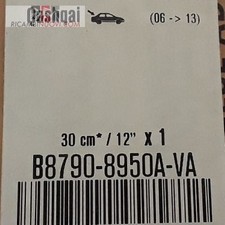 Qashqai
(06 -> 13)
30 cm* / 12" x 1
B8790-8950A-VA